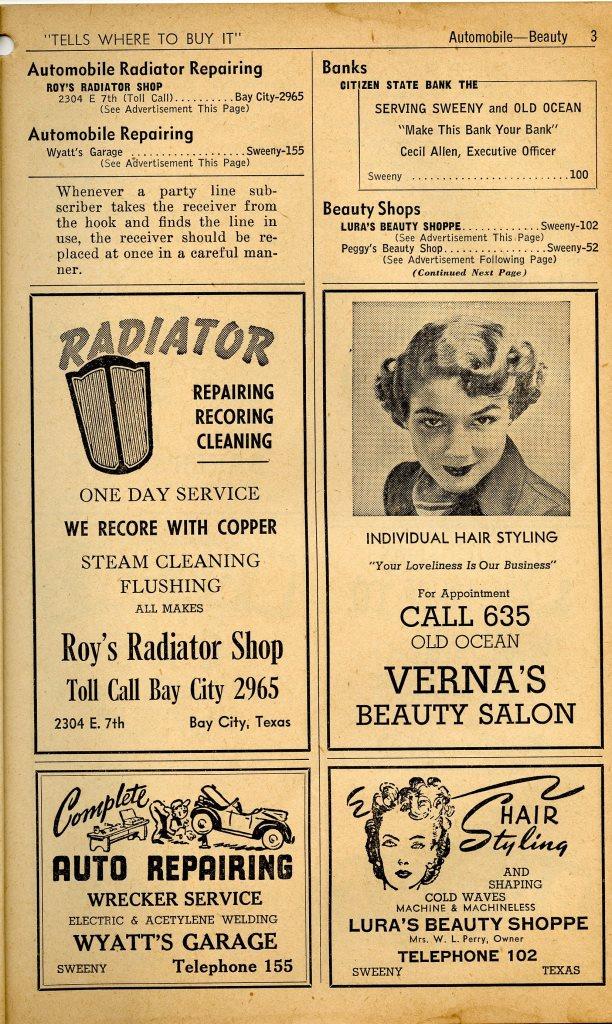 "TELLS WHERE TO BUY IT"
Automobile—Beauty 3
Automobile Radiator Repairing
ROY'S RADIATOR SHOP
2304 E 7th (Toll Call)..........Bay City-2965
(See Advertisement This Page)
Automobile Repairing
Wyatt's Garage ..................Sweeny-155
(See Advertisement This Page)
Whenever a party line sub-
scriber takes the receiver from
the hook and finds the line in
use, the receiver should be re-
placed at once in a careful man-
ner.
Banks
CITIZEN STATE BANK THE
SERVING SWEENY and OLD OCEAN
"Make This Bank Your Bank"
Cecil Allen, Executive Officer
Sweeny ..........................100
Beauty Shops
LURA'S BEAUTY SHOPPE.............Sweeny-102
(See Advertisement This Page)
Peggy's Beauty Shop.................Sweeny-52
(See Advertisement Following Page)
(Continued Next Page)
RADIATOR
REPAIRING
RECORING
CLEANING
ONE DAY SERVICE
WE RECORE WITH COPPER
STEAM CLEANING
FLUSHING
ALL MAKES
Roy's Radiator Shop
Toll Call Bay City 2965
2304 E. 7th Bay City, Texas
INDIVIDUAL HAIR STYLING
"Your Loveliness Is Our Business"
For Appointment
CALL 635
OLD OCEAN
VERNA'S
BEAUTY SALON
Complete
AUTO REPAIRING
WRECKER SERVICE
ELECTRIC & ACETYLENE WELDING
WYATT'S GARAGE
SWEENY Telephone 155
HAIR
Styling
AND
SHAPING
COLD WAVES
MACHINE & MACHINELESS
LURA'S BEAUTY SHOPPE
Mrs. W. L. Perry, Owner
TELEPHONE 102
SWEENY TEXAS